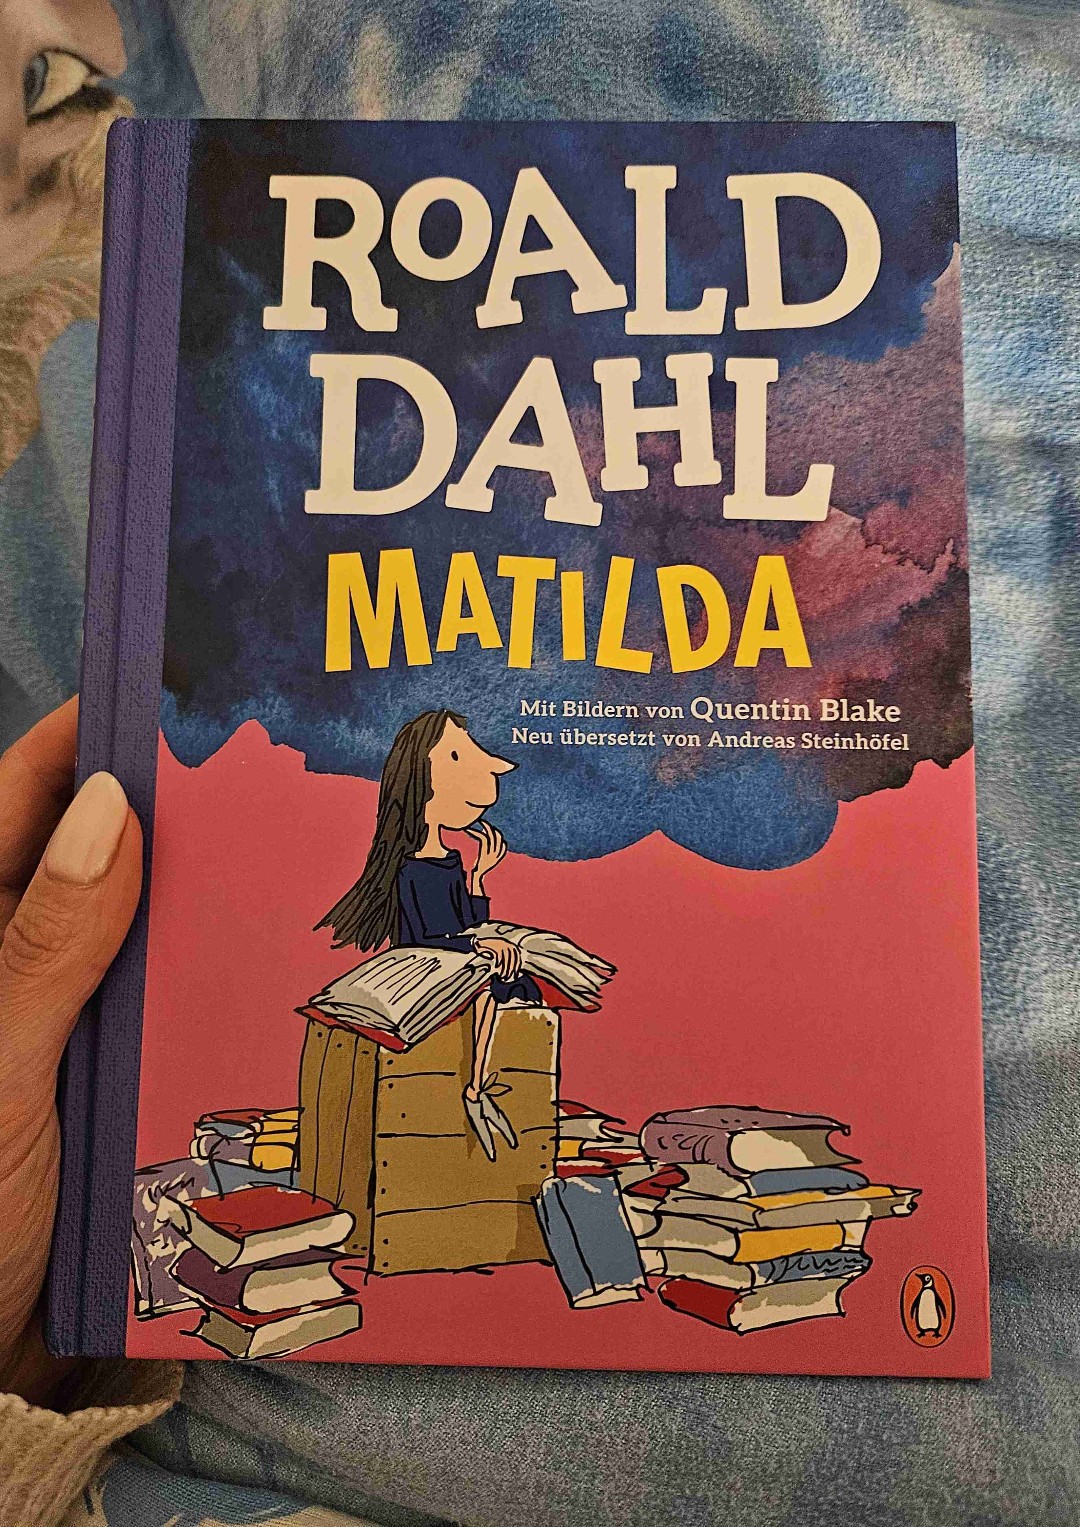 ROALD
DAHL
MATILDA
Mit Bildern von Quentin Blake
Neu übersetzt von Andreas Steinhöfel